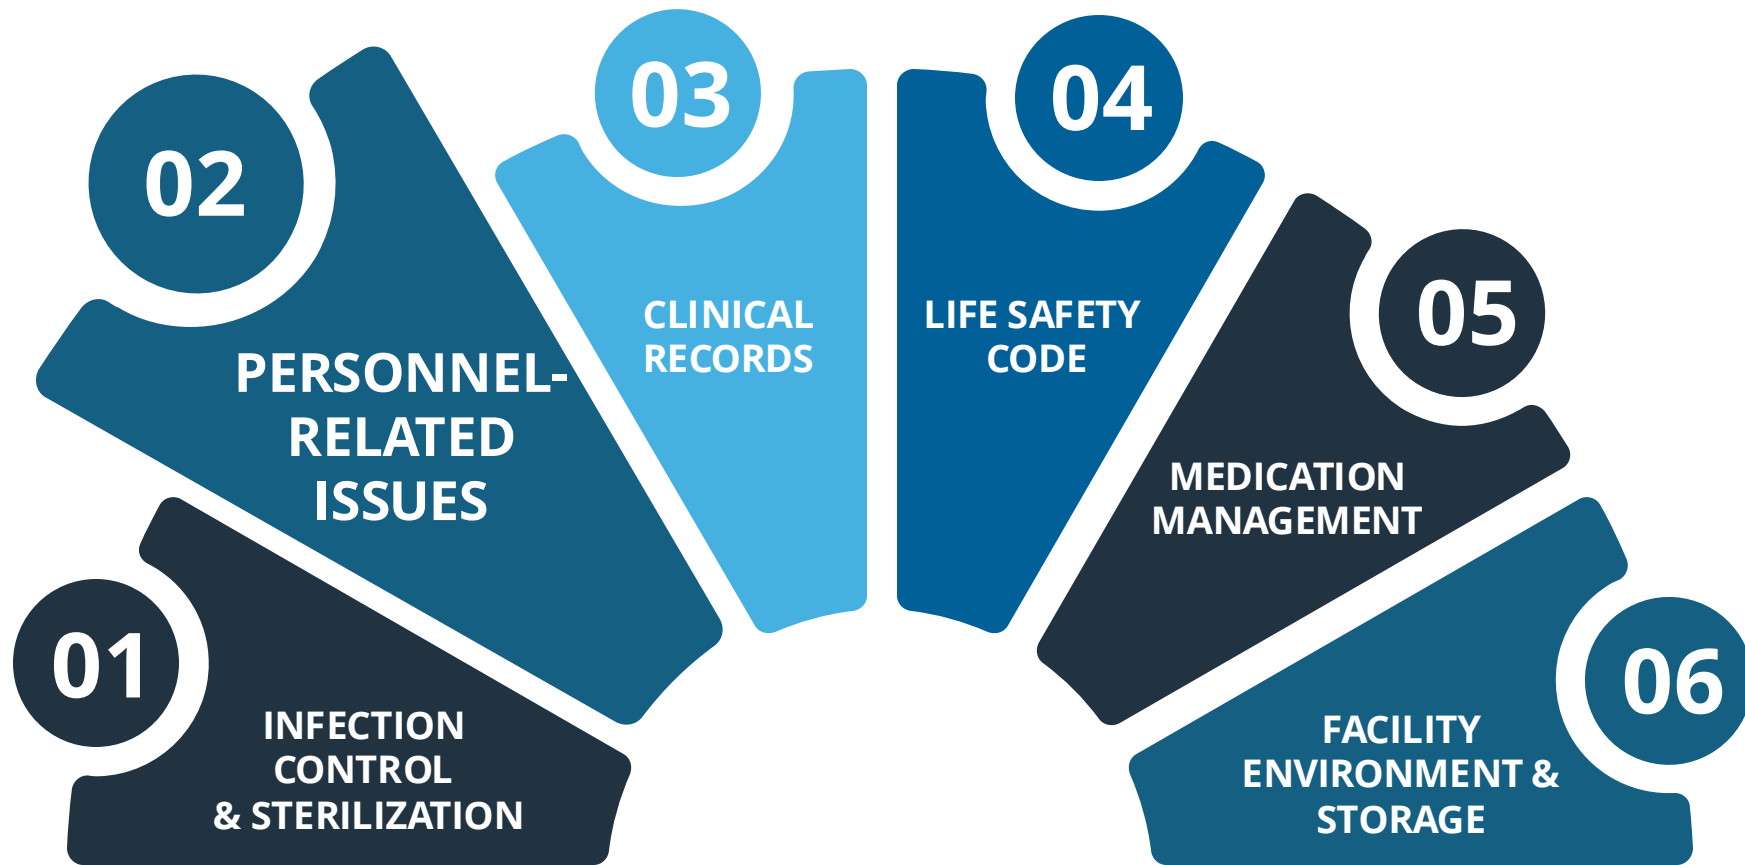 01
INFECTION
CONTROL
& STERILIZATION
02
PERSONNEL-
RELATED
ISSUES
03
CLINICAL
RECORDS
04
LIFE SAFETY
CODE
05
MEDICATION
MANAGEMENT
06
FACILITY
ENVIRONMENT &
STORAGE